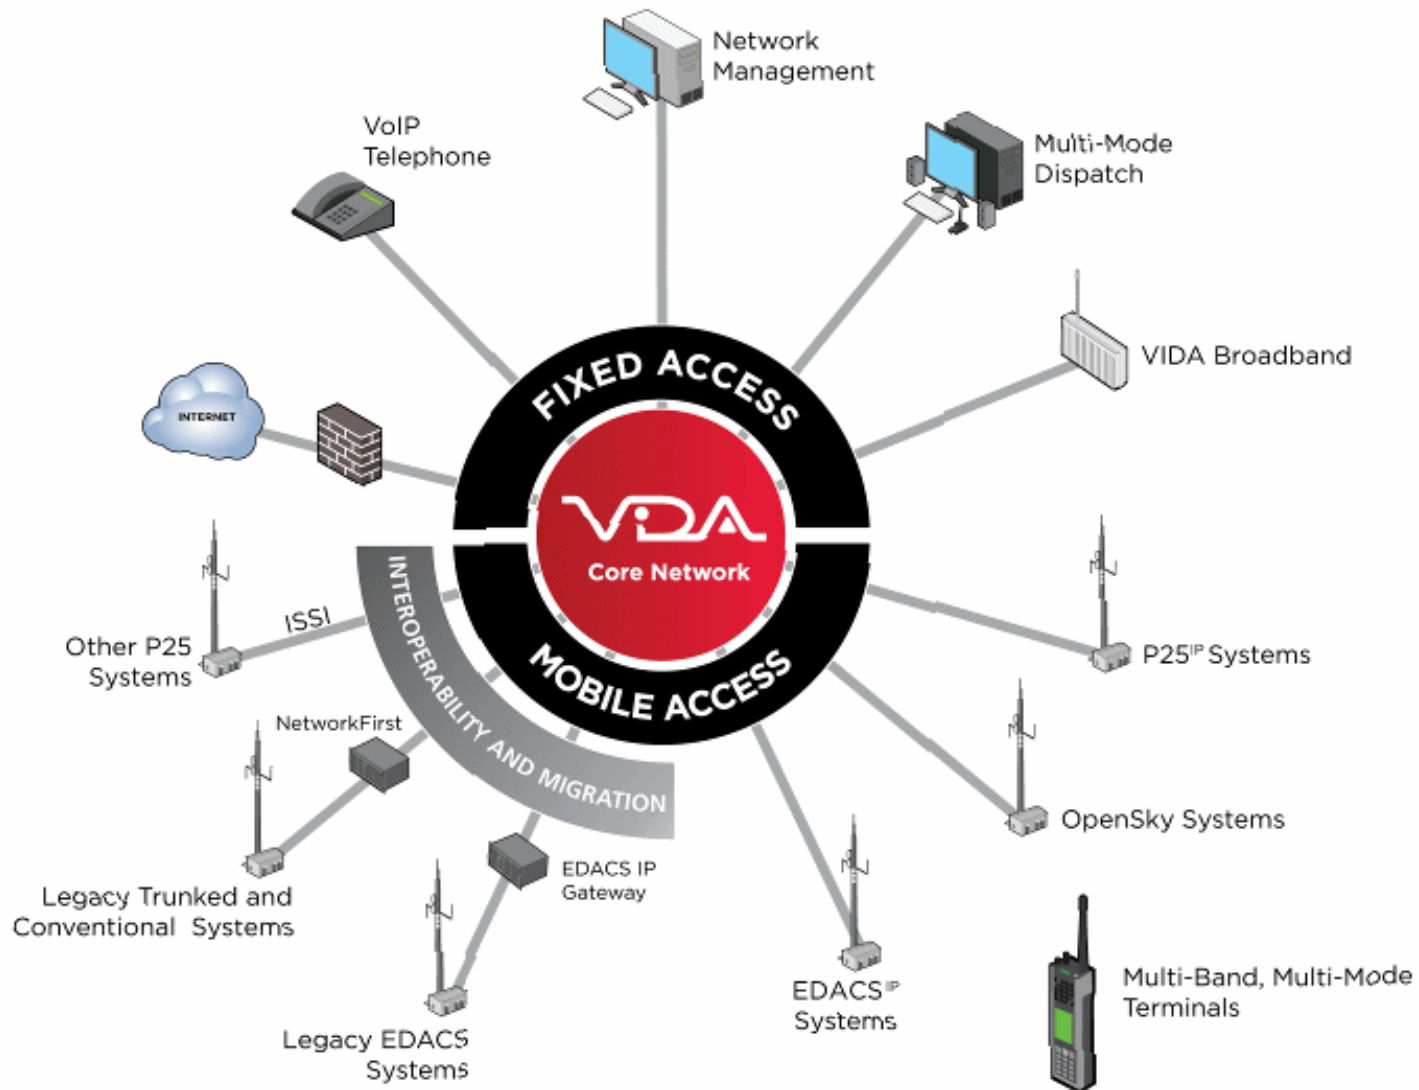 Network
Management
VoIP
Telephone
Multi-Mode
Dispatch
VIDA Broadband
INTERNET
FIXED ACCESS
VIDA
Core Network
MOBILE ACCESS
INTEROPERABILITY AND MIGRATION
ISSI
Other P25
Systems
P25IP Systems
NetworkFirst
Legacy Trunked and
Conventional Systems
OpenSky Systems
EDACS IP
Gateway
Legacy EDACS
Systems
EDACSIP
Systems
Multi-Band, Multi-Mode
Terminals